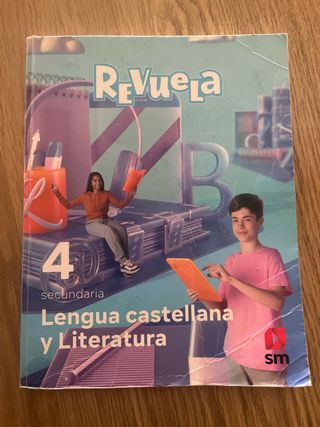 REVUELA
B
4
secundaria
Lengua castellana
y Literatura
sm